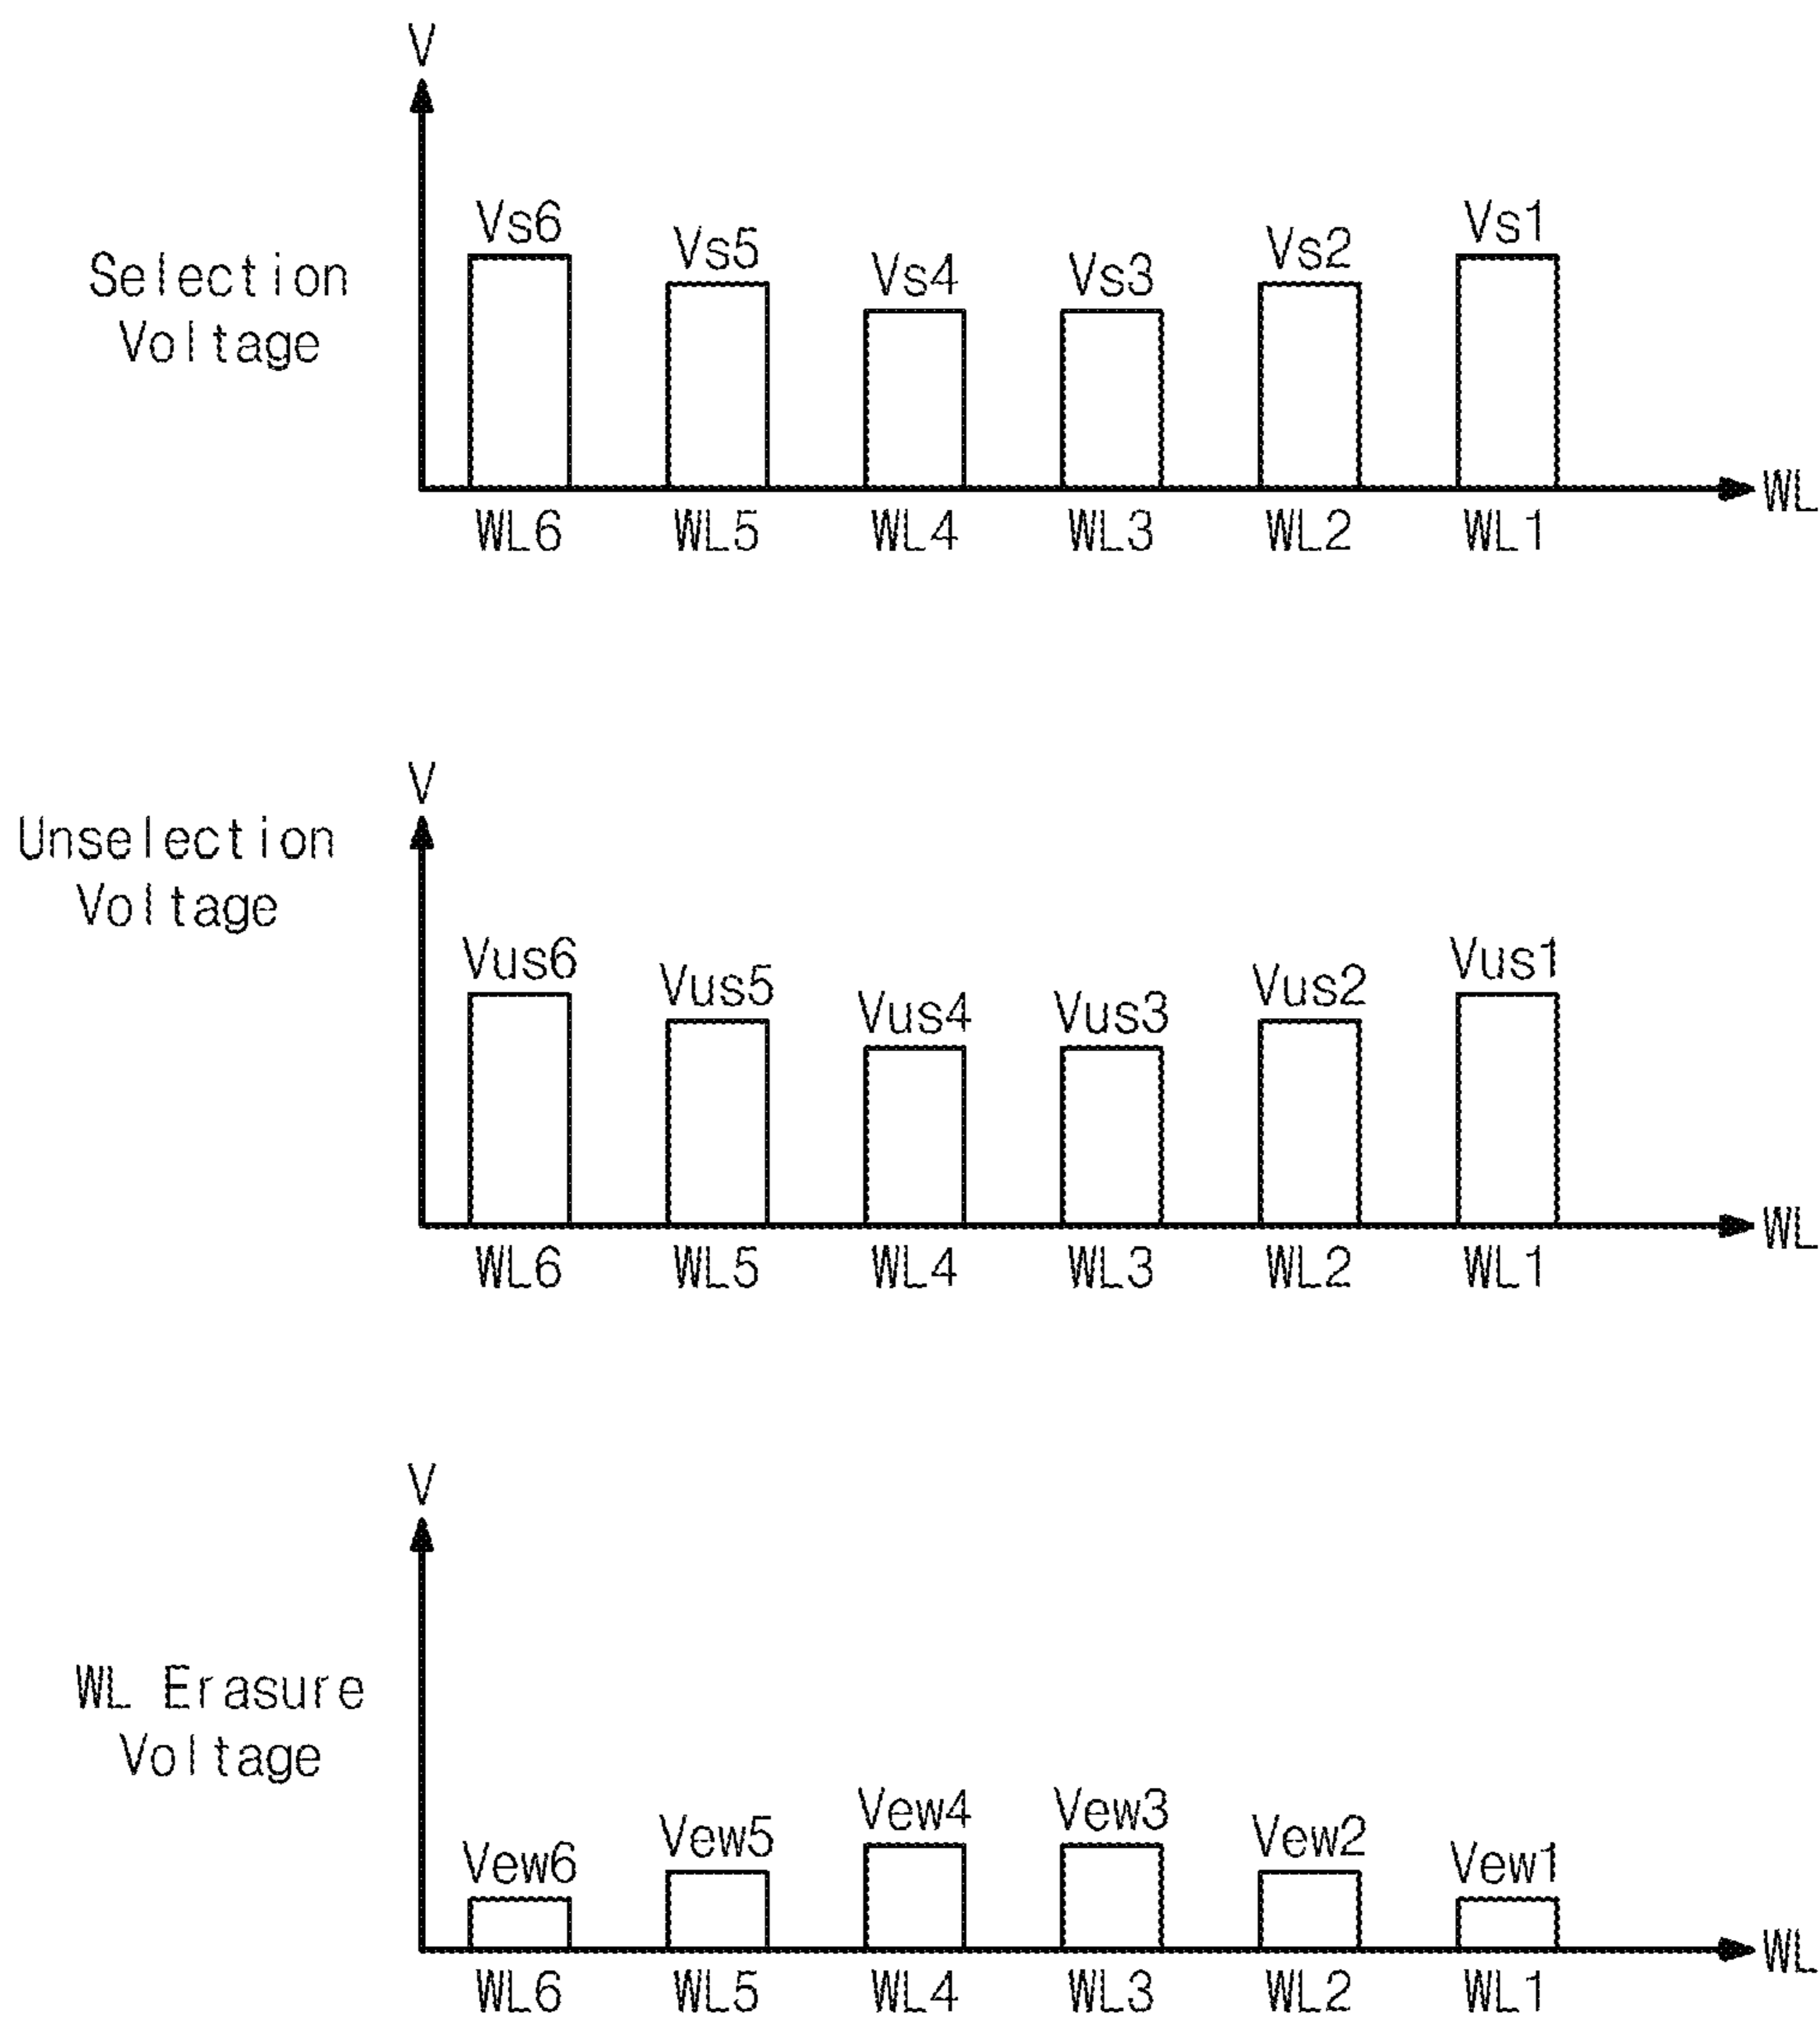 V
Vs6 Vs5 Vs4 Vs3 Vs2 Vs1
Selection
Voltage
WL
WL6 WL5 WL4 WL3 WL2 WL1
V
Unselection
Voltage
Vus6 Vus5 Vus4 Vus3 Vus2 Vus1
WL
WL6 WL5 WL4 WL3 WL2 WL1
V
WL Erasure
Voltage
Vew6 Vew5 Vew4 Vew3 Vew2 Vew1
WL
WL6 WL5 WL4 WL3 WL2 WL1